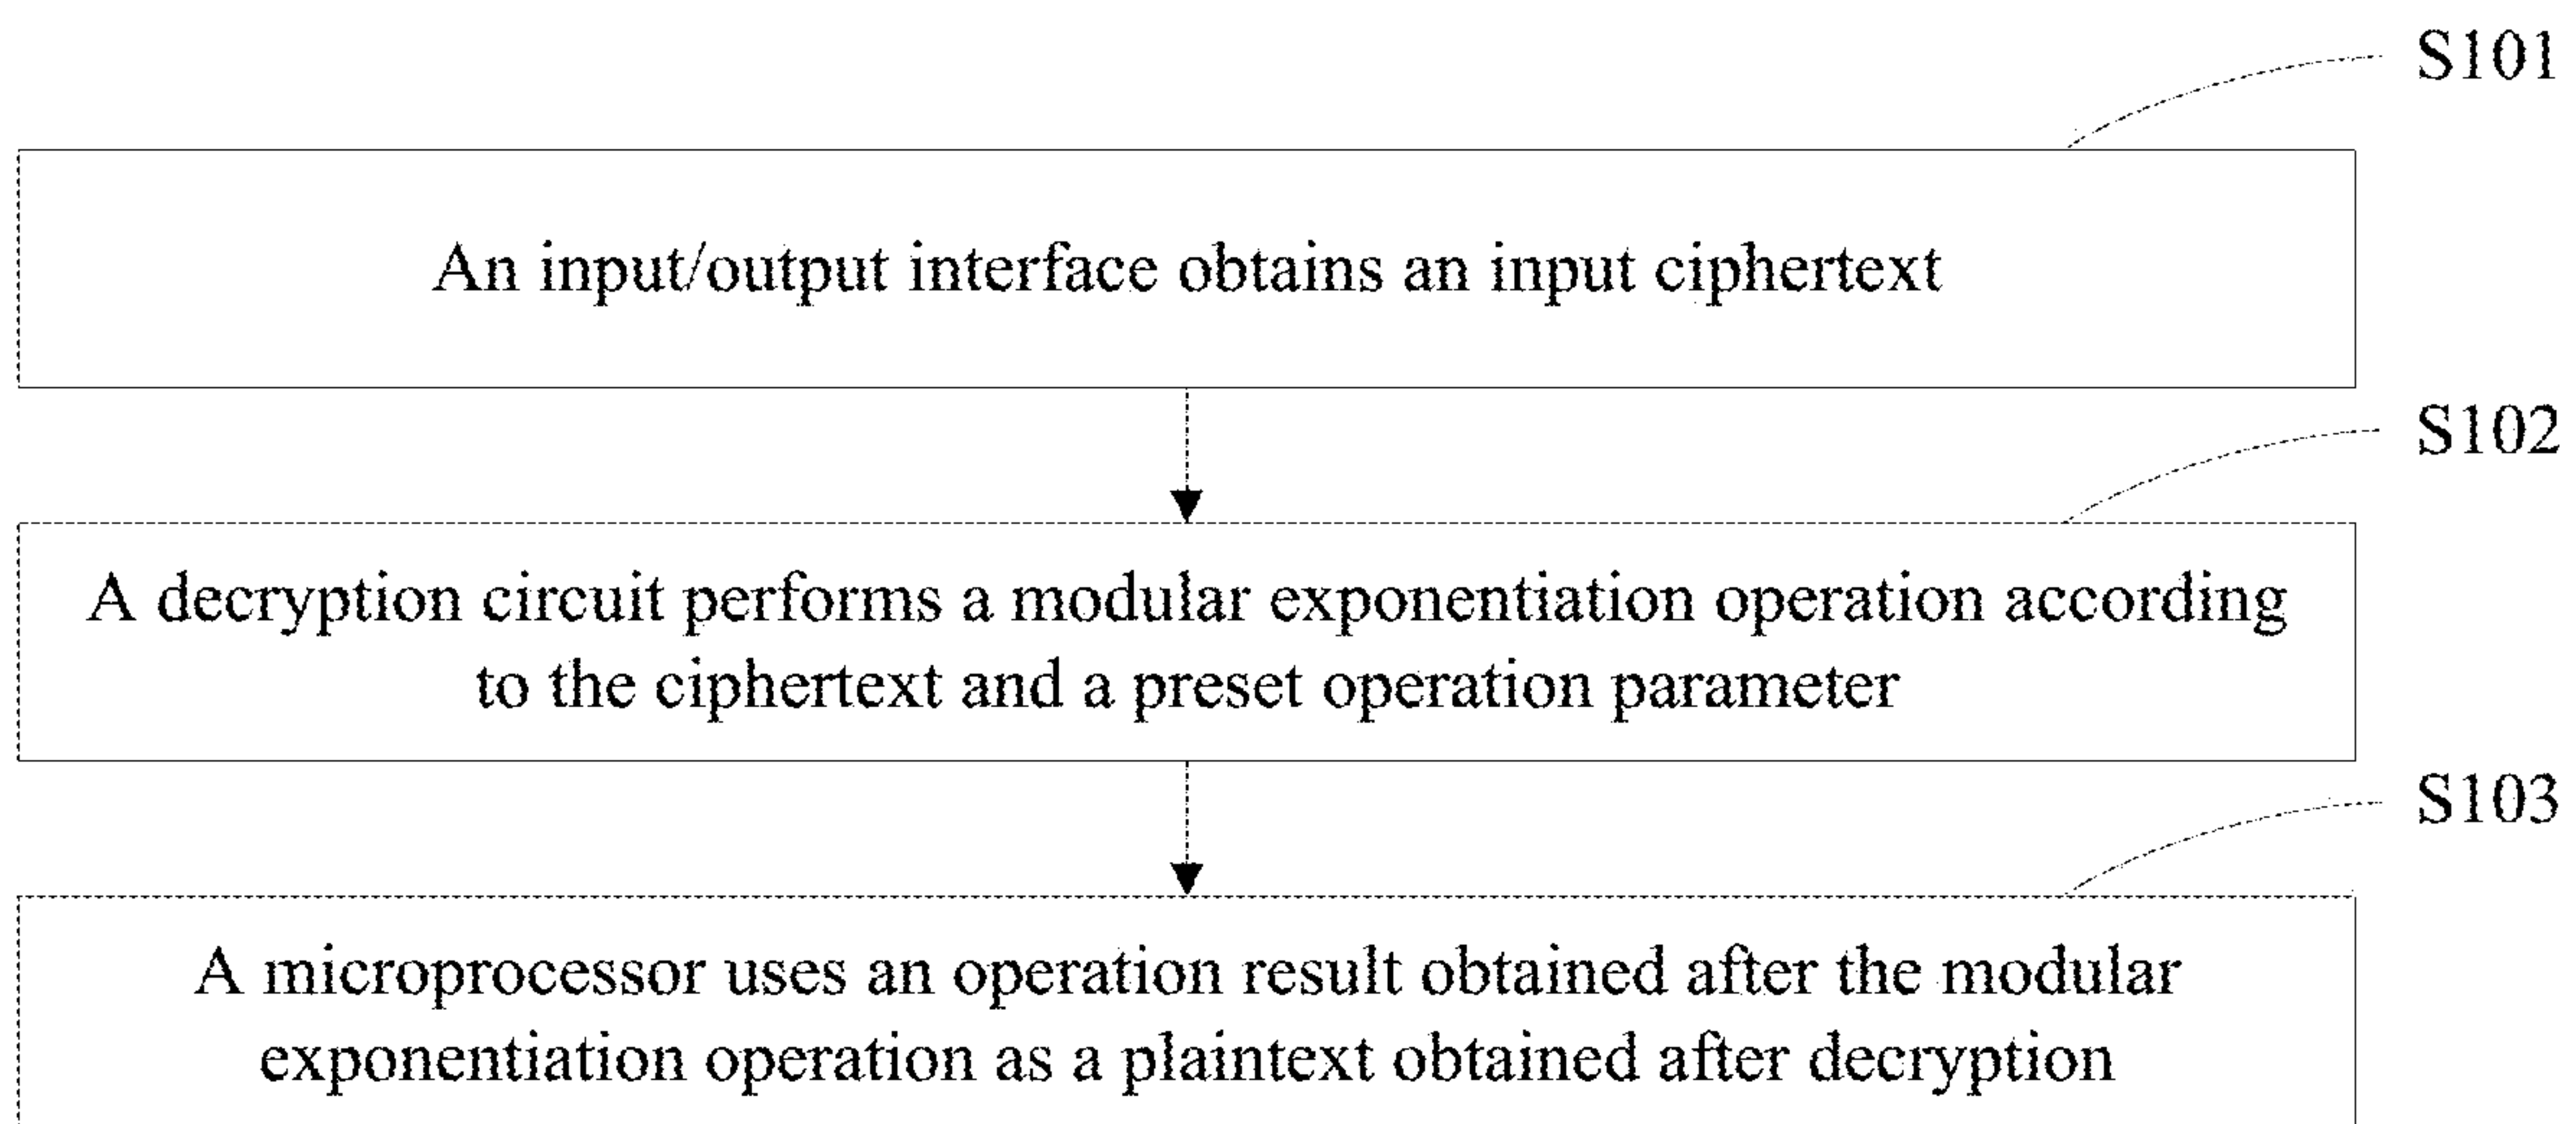 S101
An input/output interface obtains an input ciphertext
S102
A decryption circuit performs a modular exponentiation operation according
to the ciphertext and a preset operation parameter
S103
A microprocessor uses an operation result obtained after the modular
exponentiation operation as a plaintext obtained after decryption